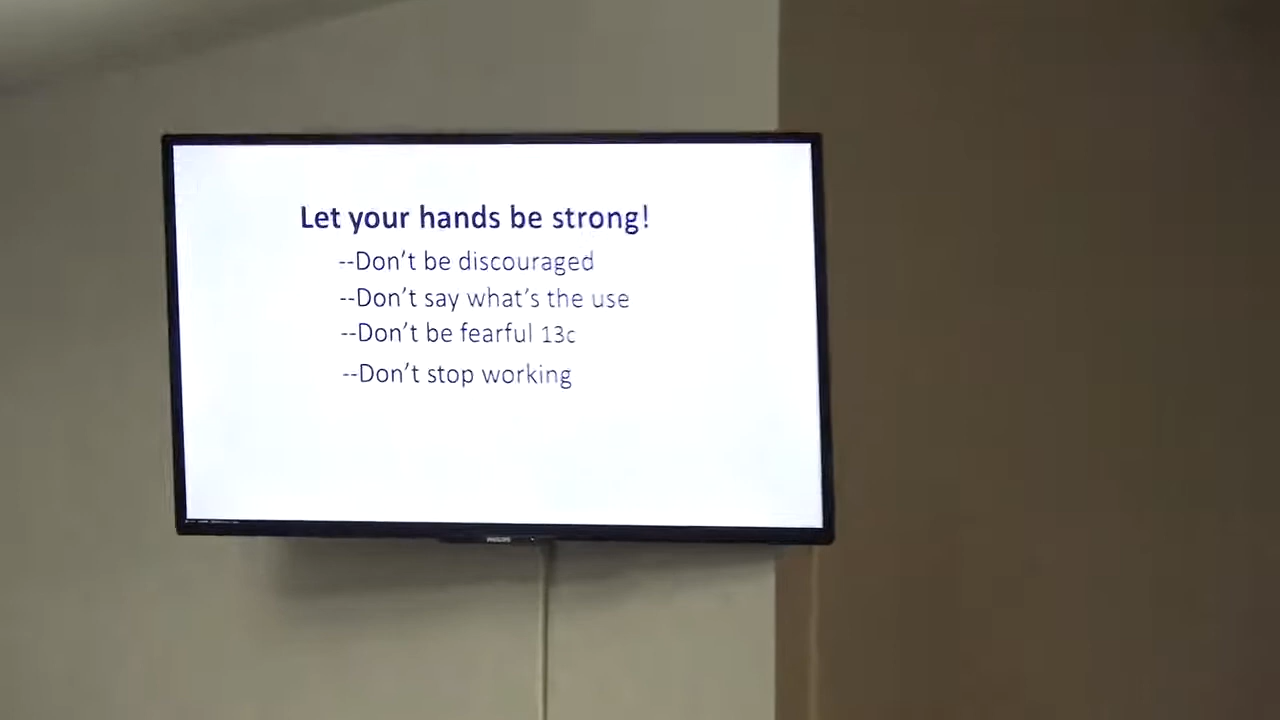 Let your hands be strong!
--Don't be discouraged
--Don't say what's the use
--Don't be fearful 13c
--Don't stop working
PHILIPS